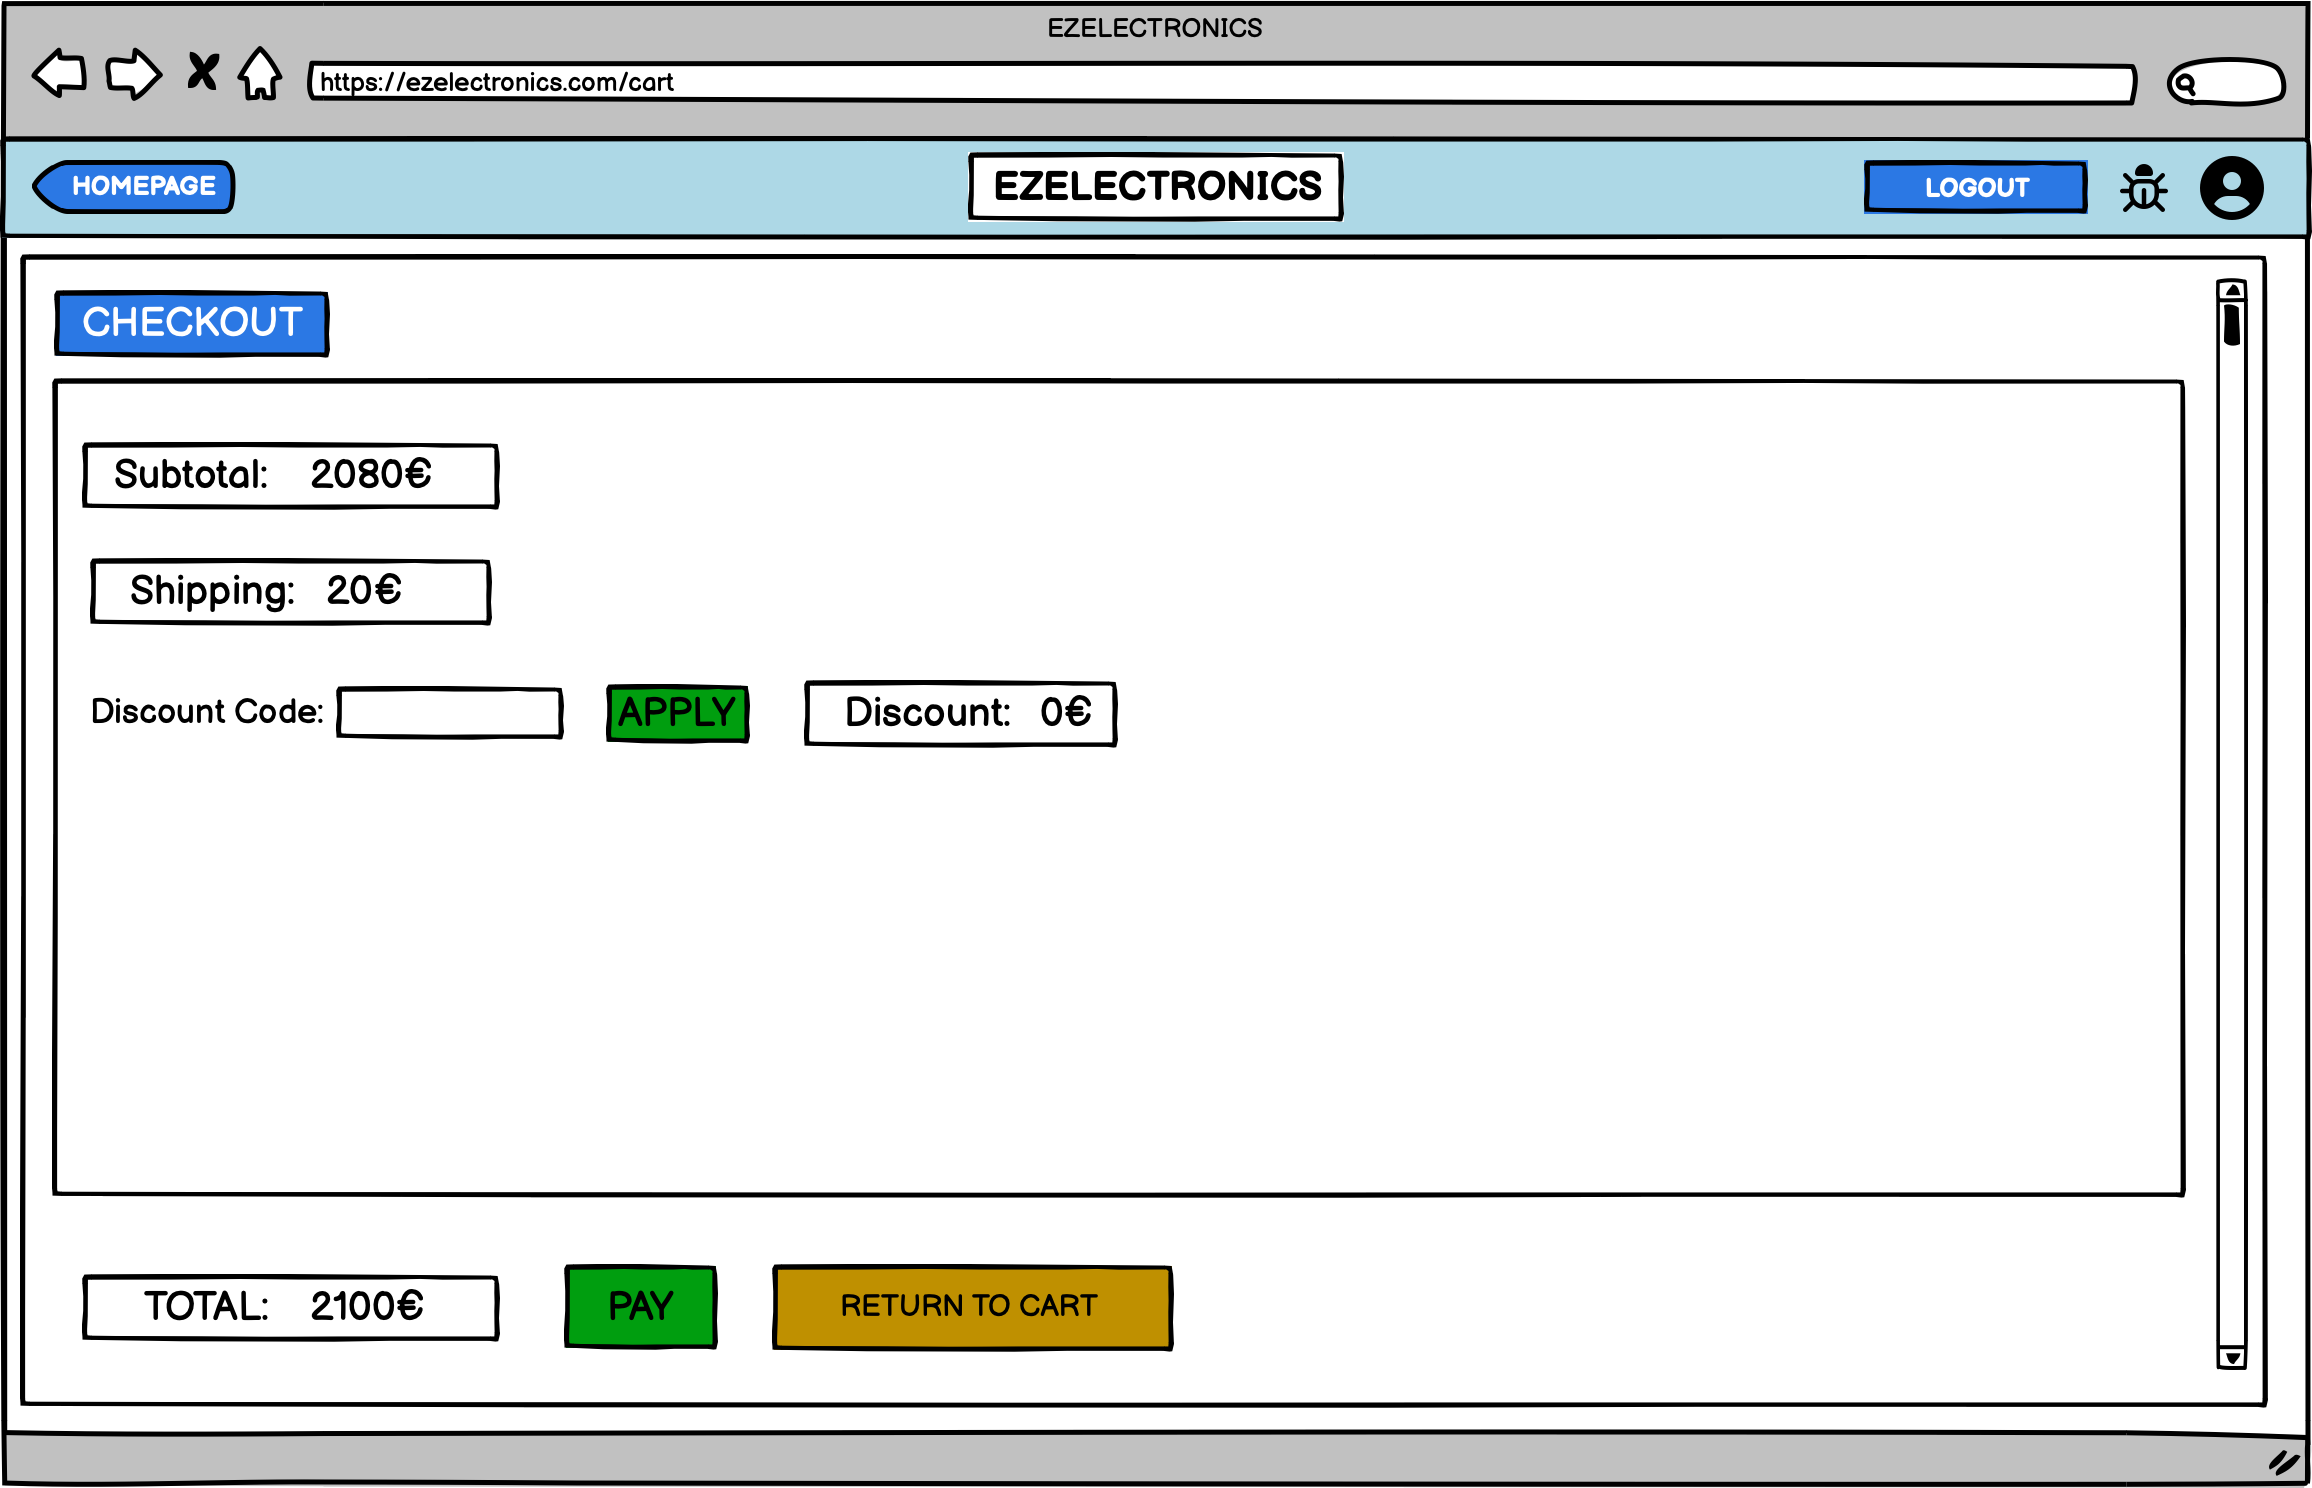 EZELECTRONICS
https://ezelectronics.com/cart
HOMEPAGE
EZELECTRONICS
LOGOUT
CHECKOUT
Subtotal: 2080€
Shipping: 20€
Discount Code:
APPLY
Discount: 0€
TOTAL: 2100€
PAY
RETURN TO CART